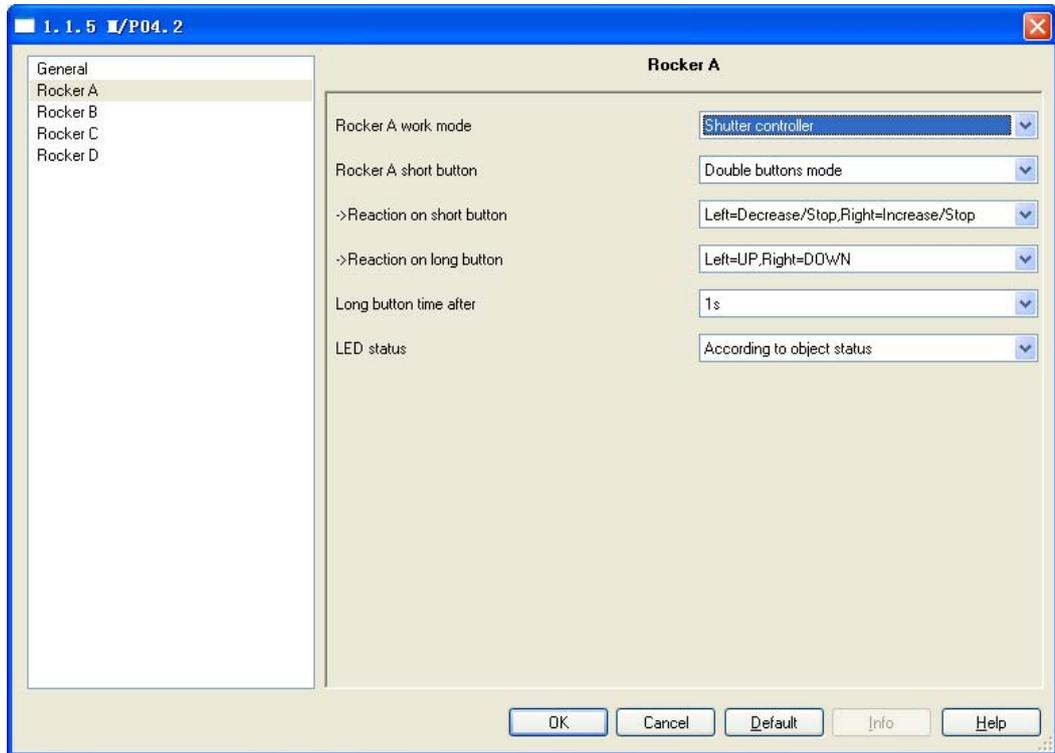 1.1.5 M/P04.2
General
Rocker A
Rocker B
Rocker C
Rocker D
Rocker A
Rocker A work mode Shutter controller
Rocker A short button Double buttons mode
->Reaction on short button Left=Decrease/Stop,Right=Increase/Stop
->Reaction on long button Left=UP,Right=DOWN
Long button time after 1s
LED status According to object status
OK Cancel Default Info Help